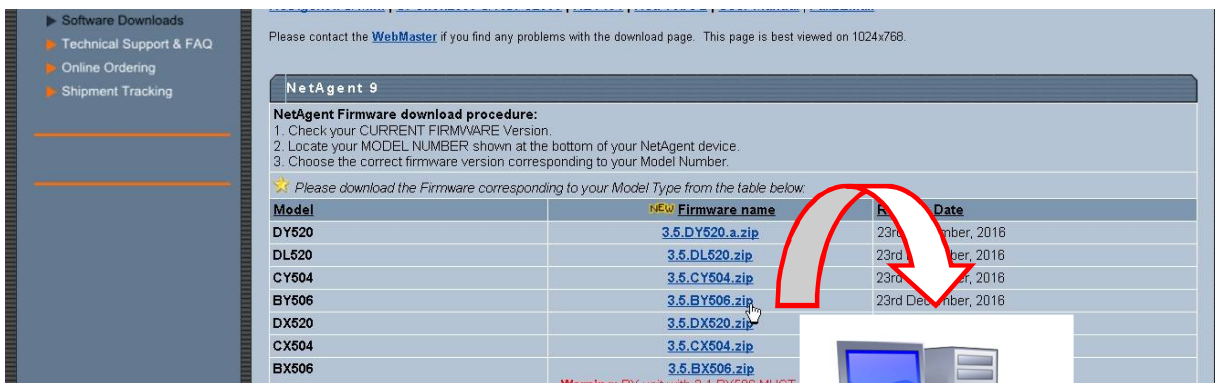 Software Downloads
Technical Support & FAQ
Online Ordering
Shipment Tracking
Please contact the WebMaster if you find any problems with the download page. This page is best viewed on 1024x768.
NetAgent 9
NetAgent Firmware download procedure:
1. Check your CURRENT FIRMWARE Version.
2. Locate your MODEL NUMBER shown at the bottom of your NetAgent device.
3. Choose the correct firmware version corresponding to your Model Number.
Please download the Firmware corresponding to your Model Type from the table below:
Model NEW Firmware name Date
DY520 3.5.DY520.a.zip 23rd 2016
DL520 3.5.DL520.zip 23rd 2016
CY504 3.5.CY504.zip 23rd 2016
BY506 3.5.BY506.zip 23rd December, 2016
DX520 3.5.DX520.zip
CX504 3.5.CX504.zip
BX506 3.5.BX506.zip